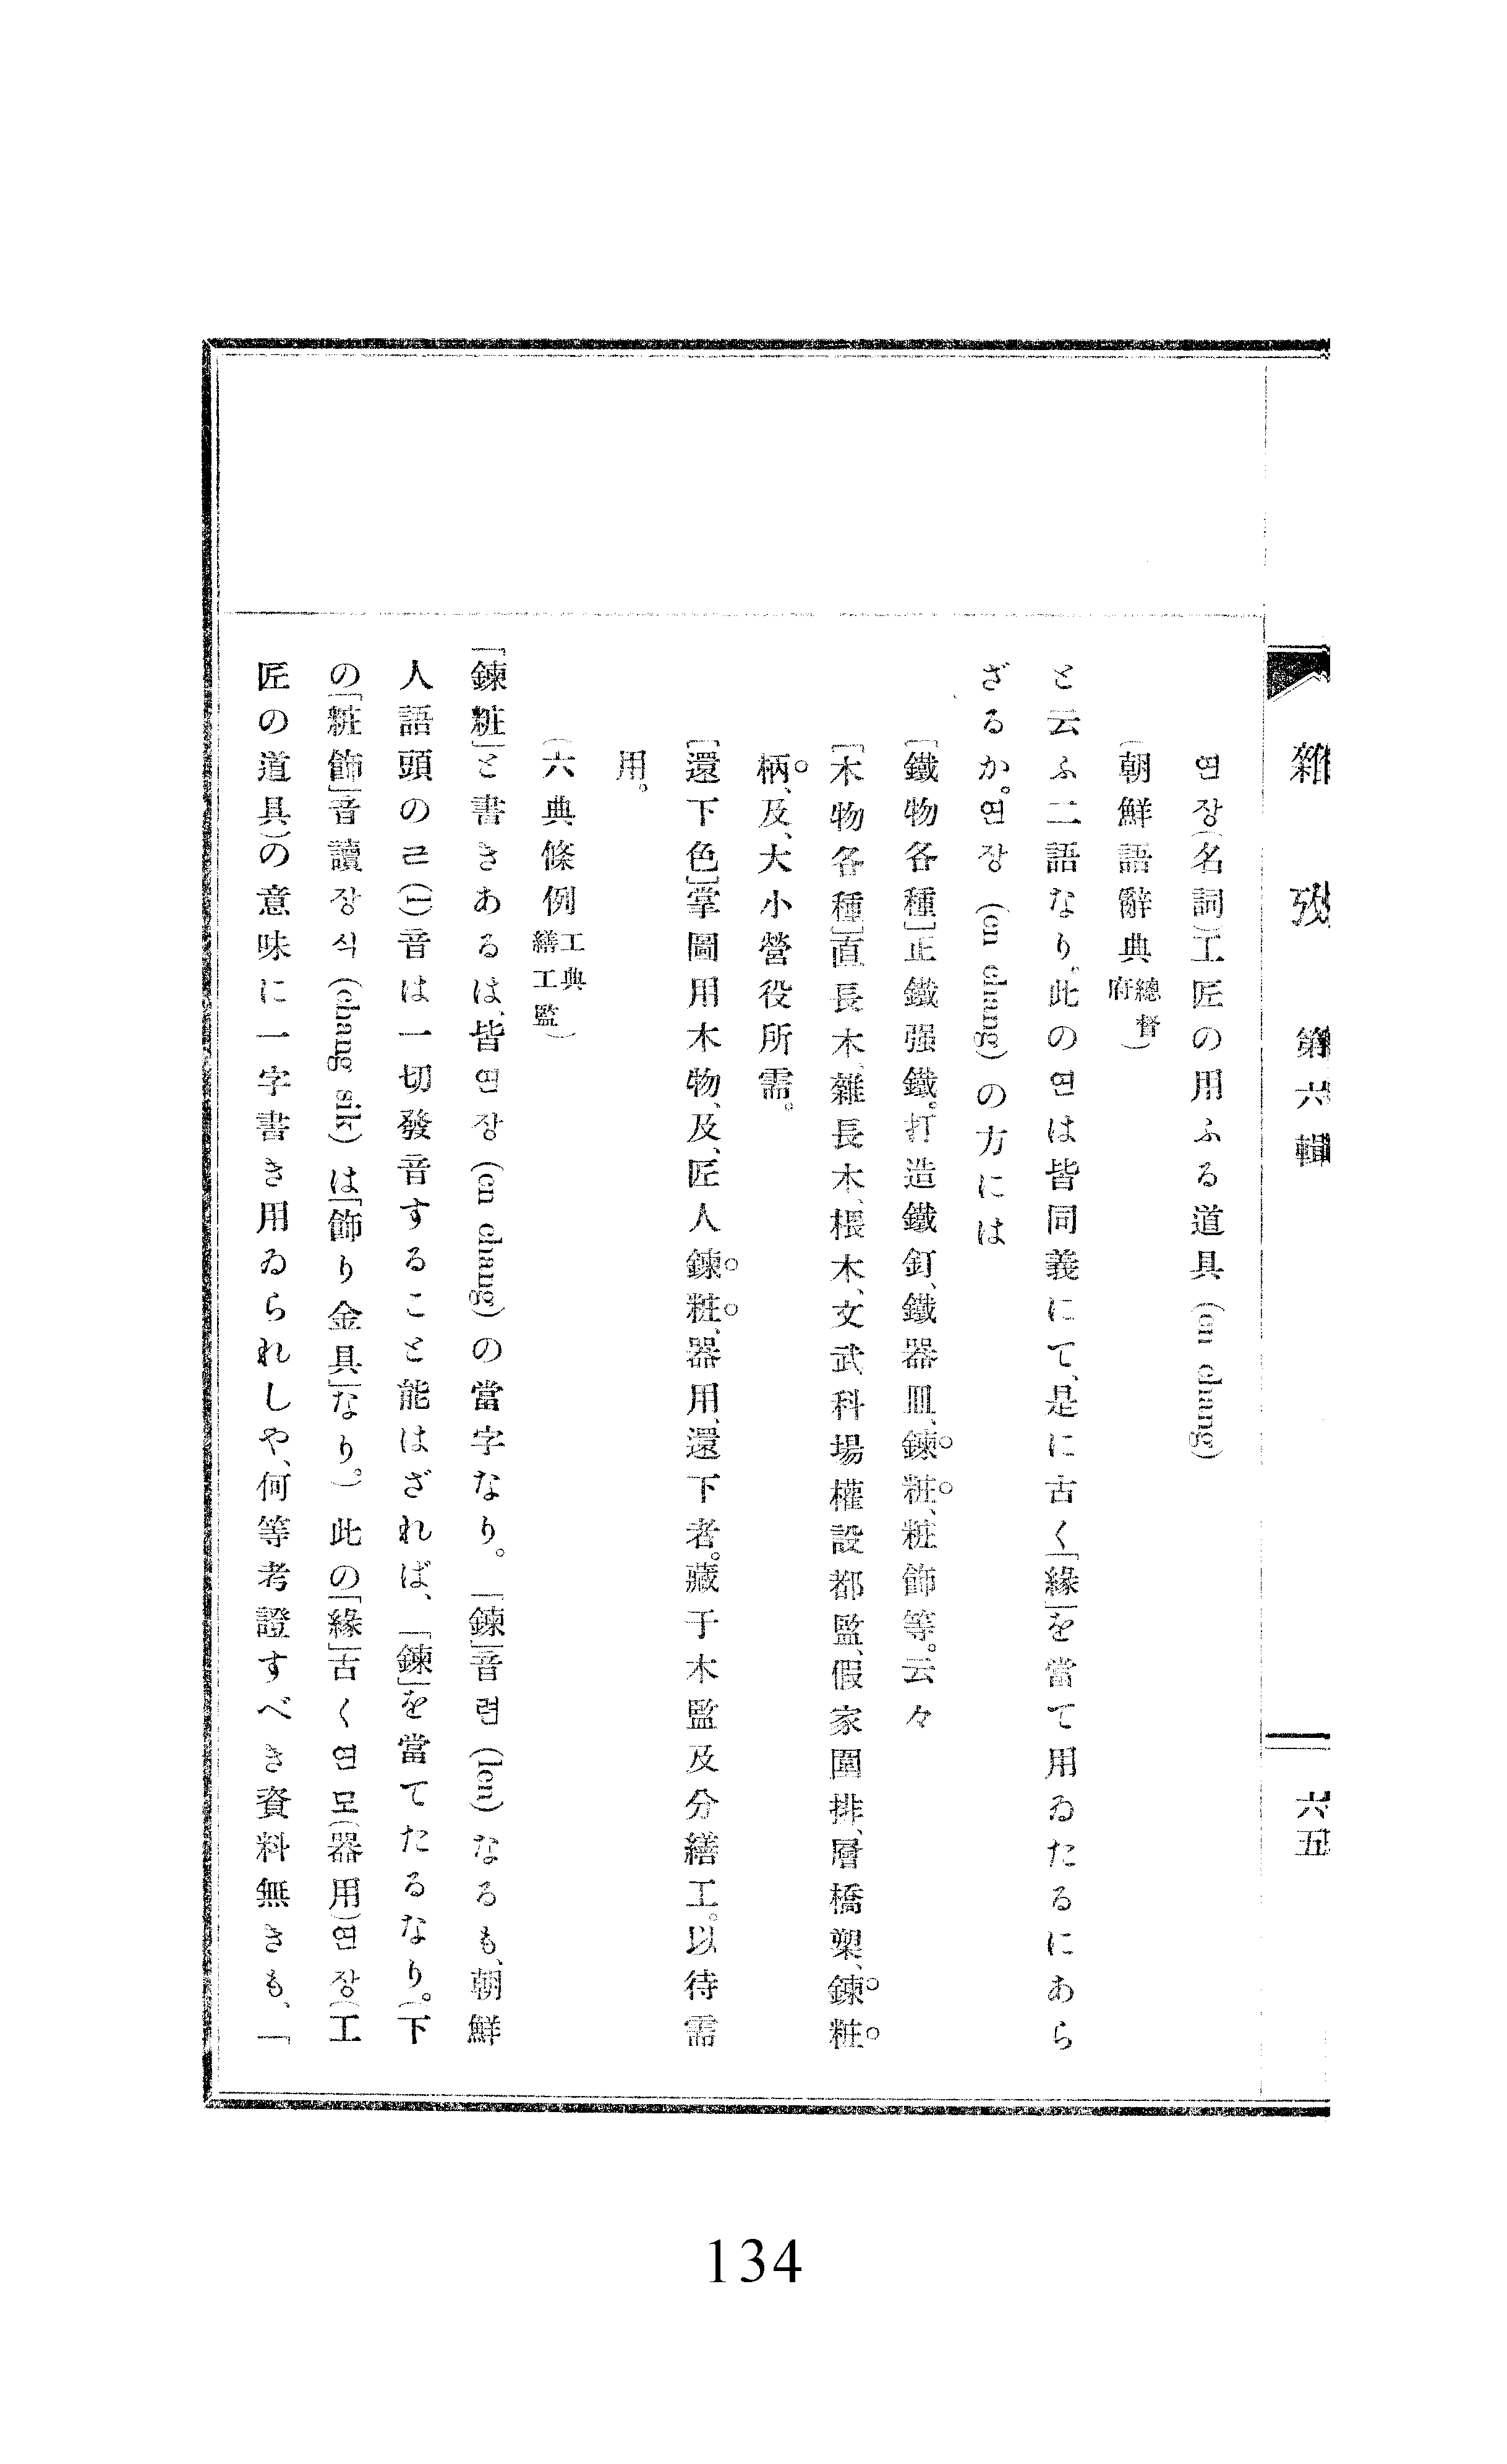 雜攷　第六輯　六五
연장(名詞)工匠の用ふる道具(en chang)
(朝鮮語辭典總督府)
と云ふ二語なり。此の연は皆同義にて、是に古く「緣」を當て用ゐたるにあら
ざるか。연장(en chang)の方には
[鐵物各種]正鐵强鐵。打造鐵釘、鐵器皿、鍊粧、粧飾等。云々
[木物各種]直長木、雜長木、椳木、文武科場權設都監、假家圍排、層橋槊、鍊粧
柄、及、大小營役所需。
[還下色]掌圖用木物、及、匠人鍊粧、器用、還下者。藏于木監及分繕工。以待需
用。
(六典條例工典繕工監)
「鍊粧」と書きあるは、皆연장(en chang)の當字なり。「鍊」音련(len)なるも、朝鮮
人語頭のㄹ(l)音は一切發音すること能はざれば、「鍊」を當てたるなり。(下
の「粧飾」音讀장식(chang sik)は「飾り金具」なり。)此の「緣」古く연모(器用)연장(工
匠の道具)の意味に一字書き用ゐられしや、何等考證すべき資料無きも、「
134